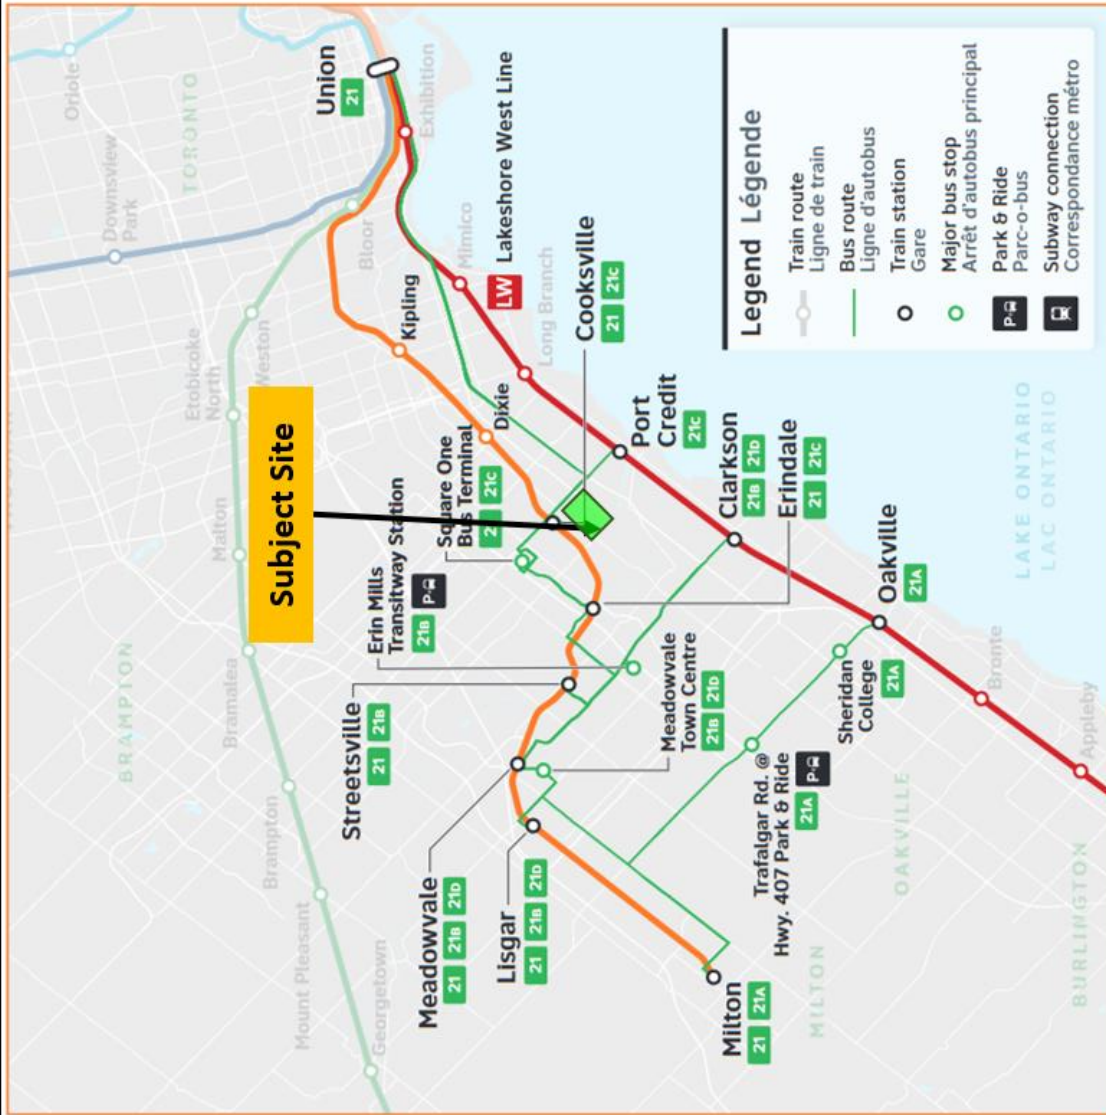 Oriole
Downsview
Park
TORONTO
Union
21
Exhibition
Bloor
Mimico
LW Lakeshore West Line
Kipling
Weston
Etobicoke
North
Long Branch
Dixie
Cooksville
21 21C
Subject Site
Malton
Square One
Bus Terminal
21C
Port
Credit
21C
Erin Mills
Transitway Station
21B
P
Clarkson
21B 21D
Erindale
21 21C
BRAMPTON
Bramalea
Streetsville
21 21B
Meadowvale
Town Centre
21B 21D
Oakville
21A
Sheridan
College
21A
Bronte
Appleby
Brampton
Mount Pleasant
Georgetown
Meadowvale
21 21B 21D
Lisgar
21 21B 21D
Trafalgar Rd. @
Hwy. 407 Park & Ride
21A
P
Milton
21 21A
MILTON
OAKVILLE
BURLINGTON
LAKE ONTARIO
LAC ONTARIO
Legend Légende
Train route
Ligne de train
Bus route
Ligne d'autobus
Train station
Gare
Major bus stop
Arrêt d'autobus principal
P
Park & Ride
Parc-o-bus
Subway connection
Correspondance métro